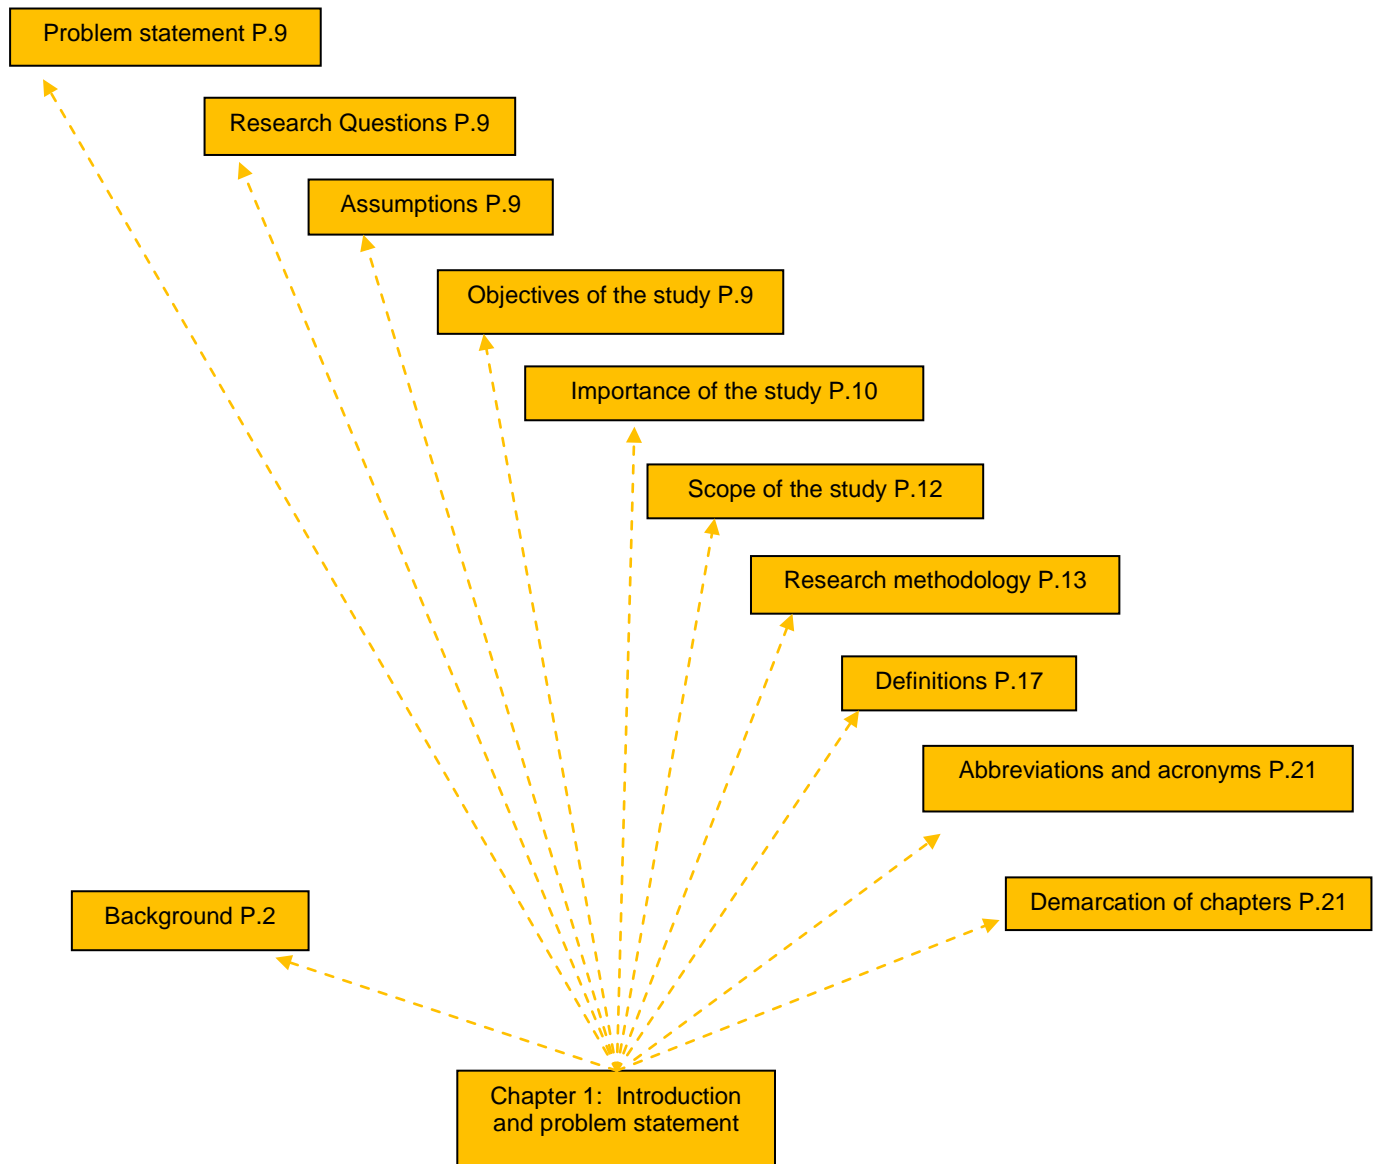 Problem statement P.9
Research Questions P.9
Assumptions P.9
Objectives of the study P.9
Importance of the study P.10
Scope of the study P.12
Research methodology P.13
Definitions P.17
Abbreviations and acronyms P.21
Background P.2
Demarcation of chapters P.21
Chapter 1:  Introduction
and problem statement